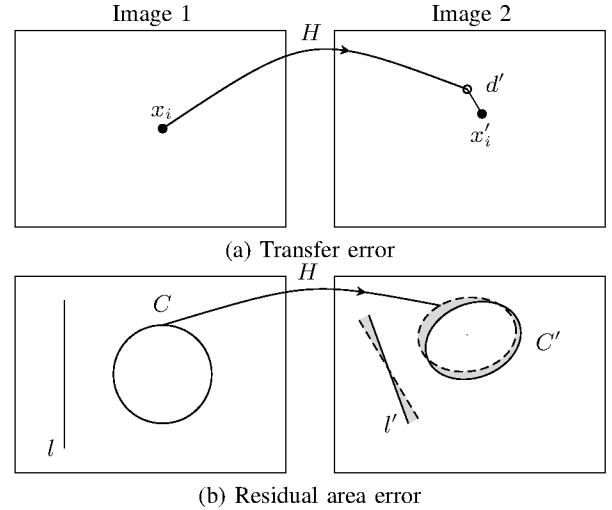 Image 1 Image 2
H
x_i d'
x'_i
(a) Transfer error
H
C
C'
l l'
(b) Residual area error